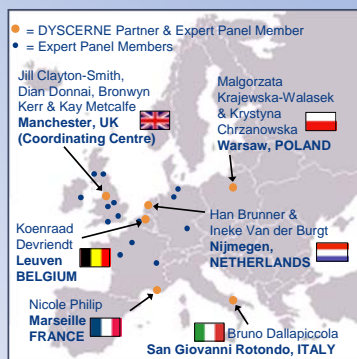 = DYSCERNE Partner & Expert Panel Member
= Expert Panel Members
Jill Clayton-Smith,
Dian Donnai, Bronwyn
Kerr & Kay Metcalfe
Manchester, UK
(Coordinating Centre)
Malgorzata
Krajewska-Walasek
& Krystyna
Chrzanowska
Warsaw, POLAND
Koenraad
Devriendt
Leuven
BELGIUM
Han Brunner &
Ineke Van der Burgt
Nijmegen,
NETHERLANDS
Nicole Philip
Marseille
FRANCE
Bruno Dallapiccola
San Giovanni Rotondo, ITALY